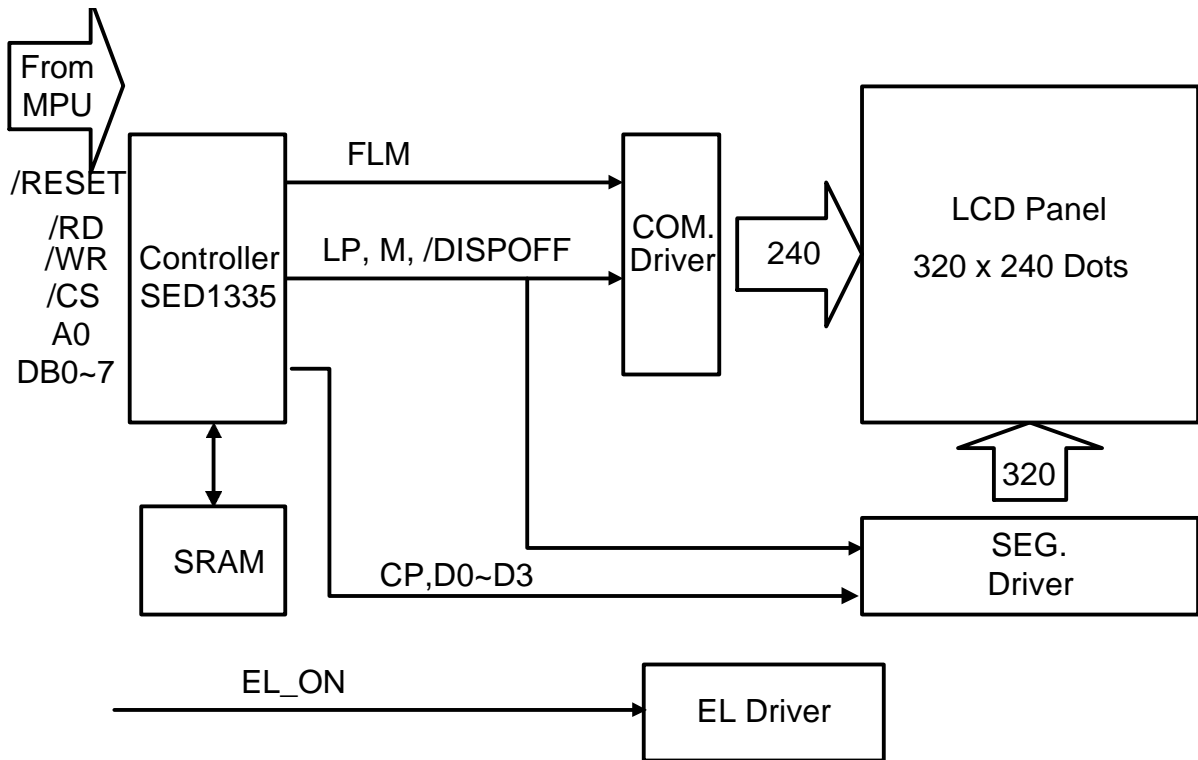 From
MPU
/RESET
/RD
/WR
/CS
A0
DB0~7
Controller
SED1335
FLM
LP, M, /DISPOFF
COM.
Driver
240
LCD Panel
320 x 240 Dots
320
SRAM
CP,D0~D3
SEG.
Driver
EL_ON
EL Driver